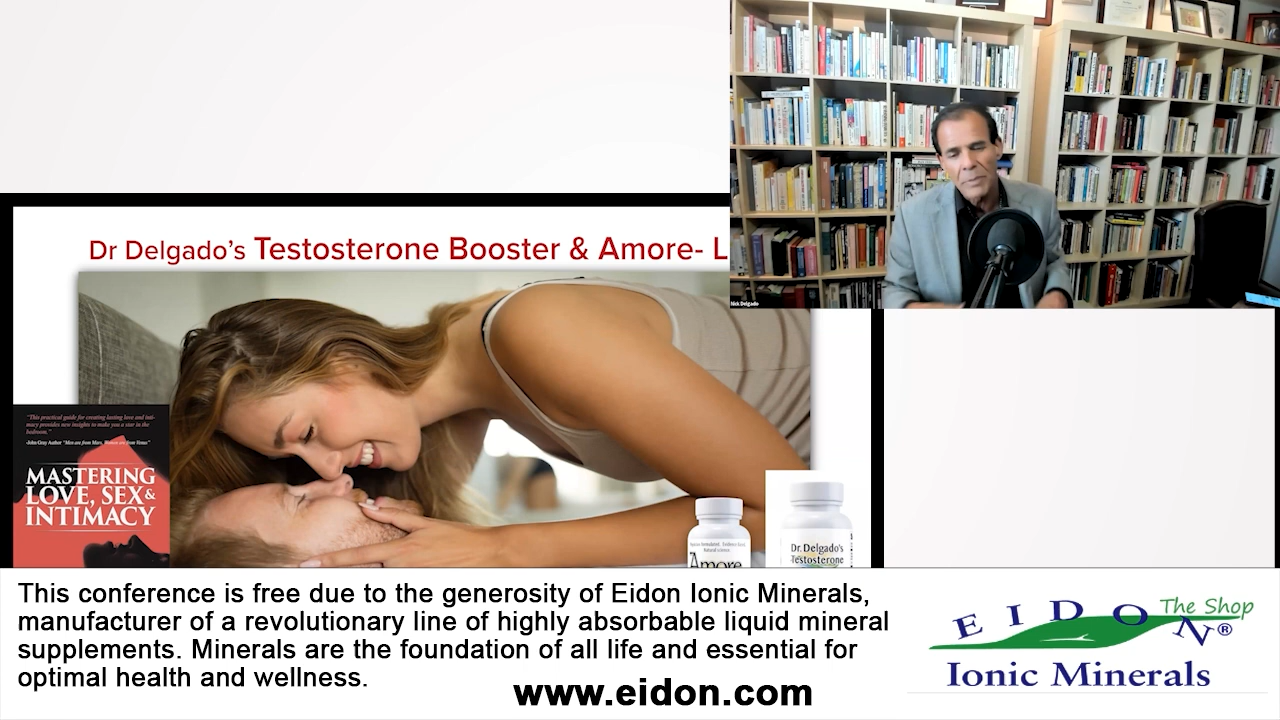 Nick Delgado
Dr Delgado's Testosterone Booster & Amore- L
"This practical guide for creating lasting love and inti-
macy provides new insights to make you a star in the
bedroom."
-John Gray Author "Men are from Mars, Women are from Venus"
MASTERING
LOVE, SEX &
INTIMACY
Natural science
Amore
Dr. Delgado's
Testosterone
This conference is free due to the generosity of Eidon Ionic Minerals,
manufacturer of a revolutionary line of highly absorbable liquid mineral
supplements. Minerals are the foundation of all life and essential for
optimal health and wellness.
www.eidon.com
EIDON® The Shop
Ionic Minerals